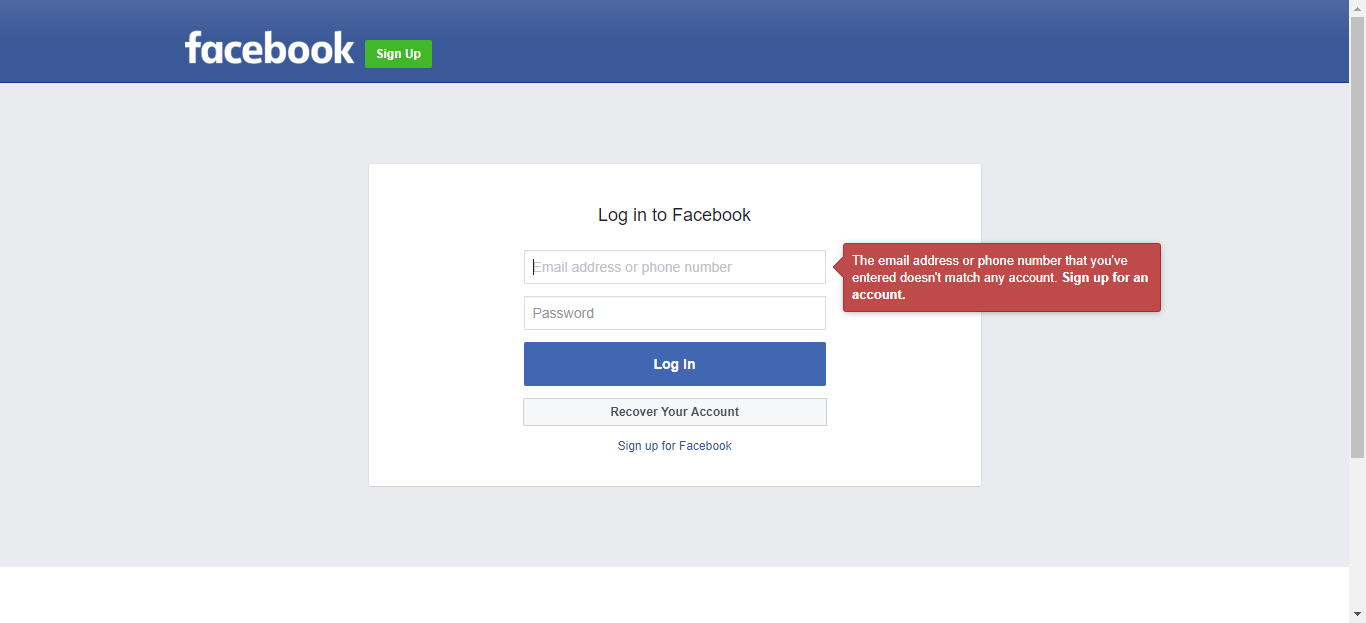 facebook
Sign Up
Log in to Facebook
Email address or phone number
The email address or phone number that you've
entered doesn't match any account. Sign up for an
account.
Password
Log In
Recover Your Account
Sign up for Facebook